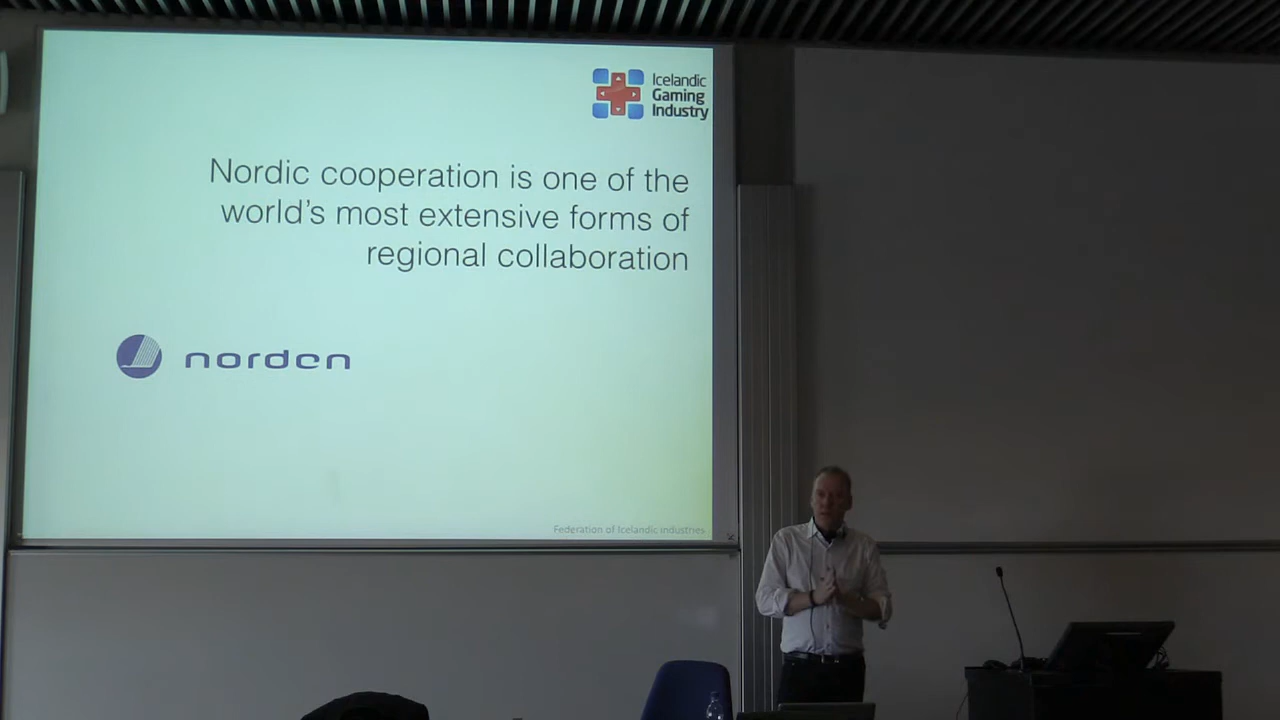 Icelandic
Gaming
Industry
Nordic cooperation is one of the
world's most extensive forms of
regional collaboration
norden
Federation of Icelandic industries